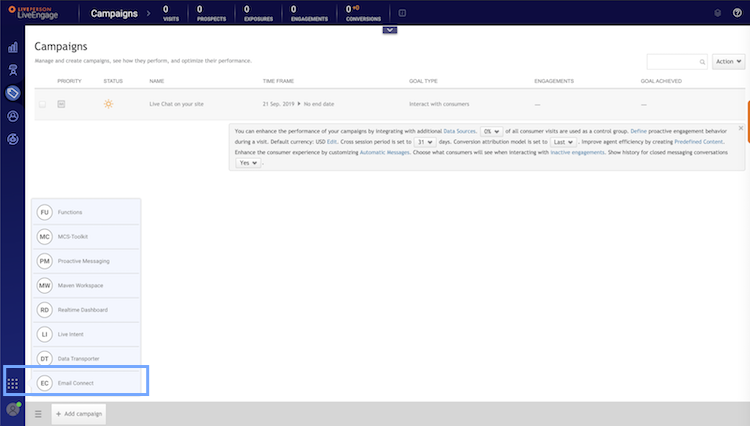 LIVEPERSON
LiveEngage
Campaigns
0
VISITS
0
PROSPECTS
0
EXPOSURES
0
ENGAGEMENTS
0 +0
CONVERSIONS
Campaigns
Manage and create campaigns, see how they perform, and optimize their performance.
Action
PRIORITY STATUS NAME TIME FRAME GOAL TYPE ENGAGEMENTS GOAL ACHIEVED
Live Chat on your site 21 Sep. 2019 ▸ No end date Interact with consumers — —
You can enhance the performance of your campaigns by integrating with additional Data Sources. 0% of all consumer visits are used as a control group. Define proactive engagement behavior
during a visit. Default currency: USD Edit. Cross session period is set to 31 days. Conversion attribution model is set to Last . Improve agent efficiency by creating Predefined Content.
Enhance the consumer experience by customizing Automatic Messages. Choose what consumers will see when interacting with inactive engagements. Show history for closed messaging conversations
Yes .
FU Functions
MC MCS-Toolkit
PM Proactive Messaging
MW Maven Workspace
RD Realtime Dashboard
LI Live Intent
DT Data Transporter
EC Email Connect
+ Add campaign